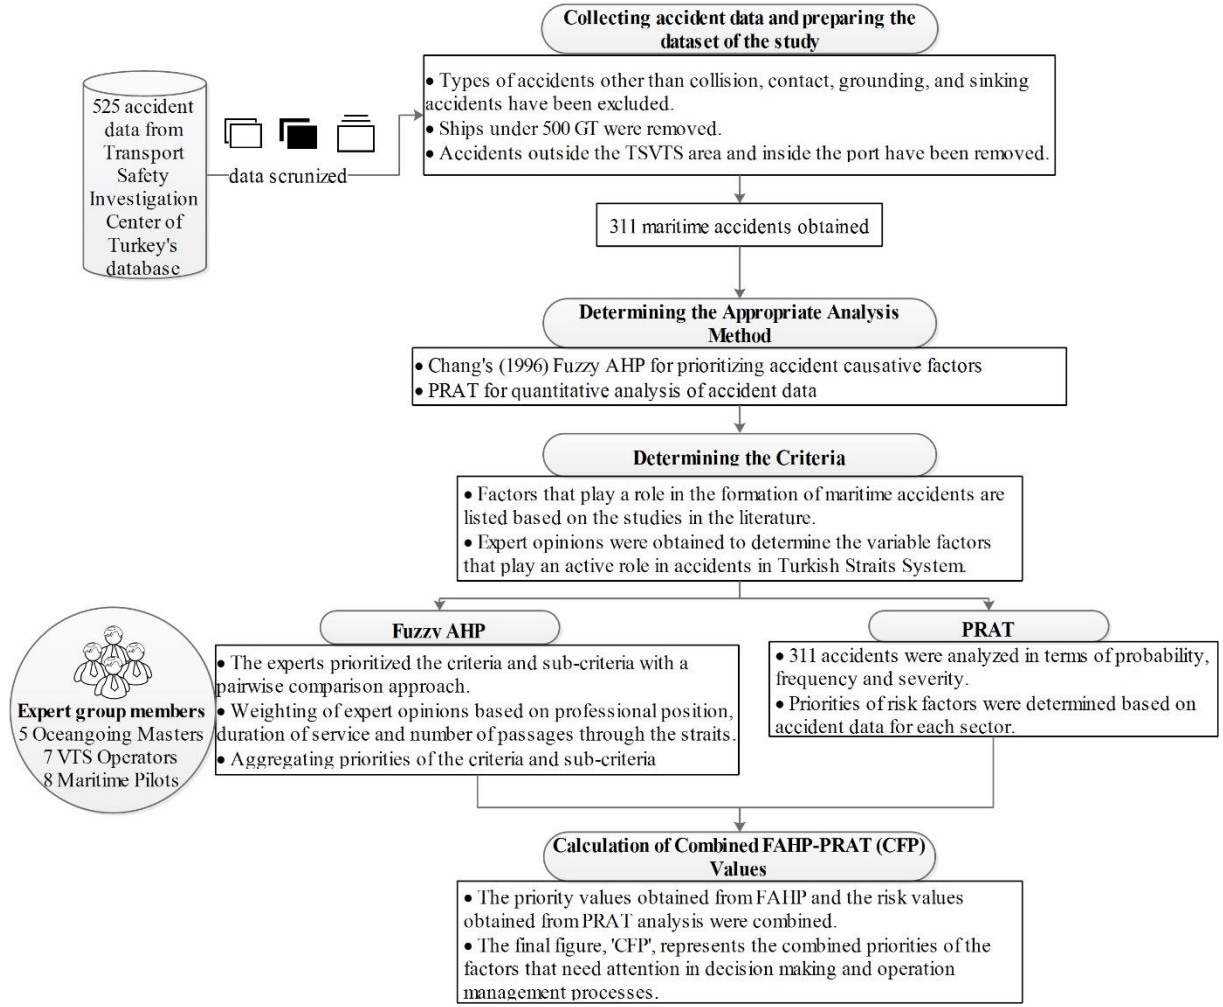 Collecting accident data and preparing the
dataset of the study
• Types of accidents other than collision, contact, grounding, and sinking
accidents have been excluded.
• Ships under 500 GT were removed.
• Accidents outside the TSVTS area and inside the port have been removed.
525 accident
data from
Transport
Safety
Investigation
Center of
Turkey's
database
data scrunized
311 maritime accidents obtained
Determining the Appropriate Analysis
Method
• Chang's (1996) Fuzzy AHP for prioritizing accident causative factors
• PRAT for quantitative analysis of accident data
Determining the Criteria
• Factors that play a role in the formation of maritime accidents are
listed based on the studies in the literature.
• Expert opinions were obtained to determine the variable factors
that play an active role in accidents in Turkish Straits System.
Fuzzy AHP
• The experts prioritized the criteria and sub-criteria with a
pairwise comparison approach.
• Weighting of expert opinions based on professional position,
duration of service and number of passages through the straits.
• Aggregating priorities of the criteria and sub-criteria
Expert group members
5 Oceangoing Masters
7 VTS Operators
8 Maritime Pilots
PRAT
• 311 accidents were analyzed in terms of probability,
frequency and severity.
• Priorities of risk factors were determined based on
accident data for each sector.
Calculation of Combined FAHP-PRAT (CFP)
Values
• The priority values obtained from FAHP and the risk values
obtained from PRAT analysis were combined.
• The final figure, 'CFP', represents the combined priorities of the
factors that need attention in decision making and operation
management processes.